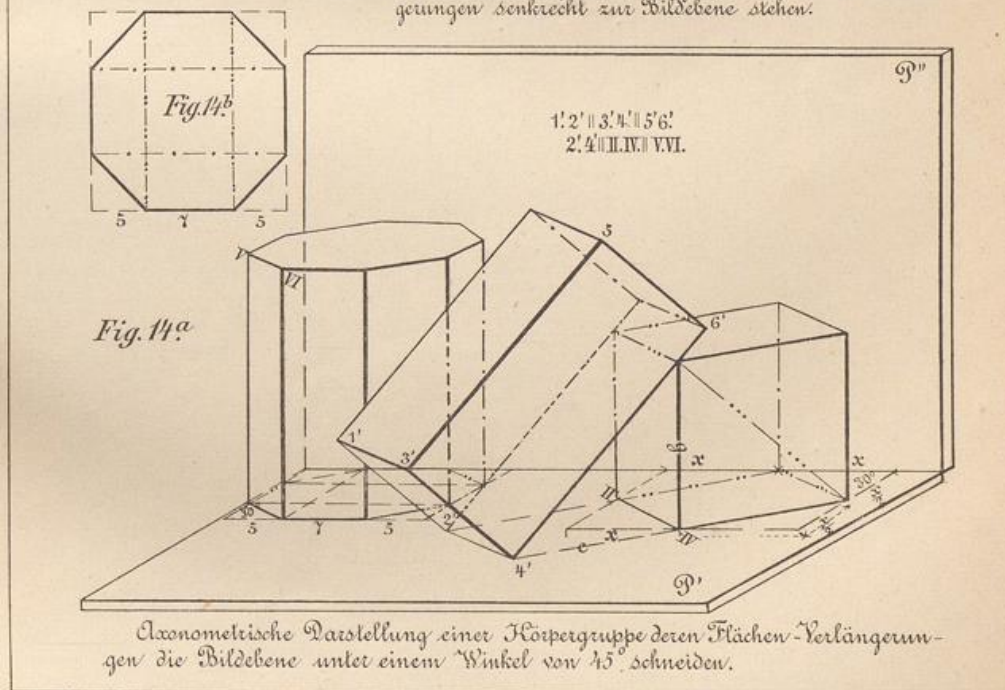 gerungen senkrecht zur Bildebene stehen.
P"
Fig. 14b
1'. 2' || 3'. 4' || 5' 6'.
2'. 4' || II. IV. || V. VI.
5 7 5
V
VI
5
Fig. 14.a
6'
1'
3'
x
x
30°
II
2'
5 7 5
c x
IV
4'
P'
Axonometrische Darstellung einer Körpergruppe deren Flächen-Verlängerun-
gen die Bildebene unter einem Winkel von 45° schneiden.